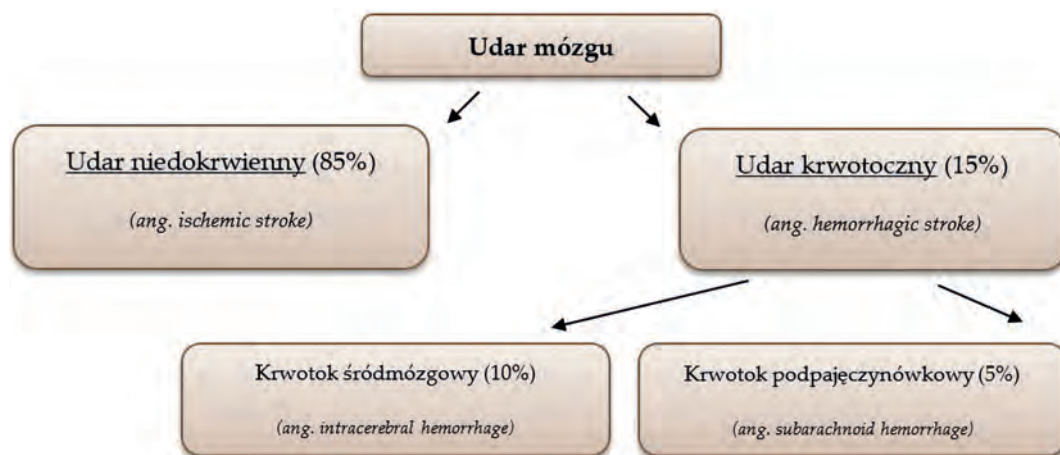 Udar mózgu
Udar niedokrwienny (85%)
(ang. ischemic stroke)
Udar krwotoczny (15%)
(ang. hemorrhagic stroke)
Krwotok śródmózgowy (10%)
(ang. intracerebral hemorrhage)
Krwotok podpajęczynówkowy (5%)
(ang. subarachnoid hemorrhage)